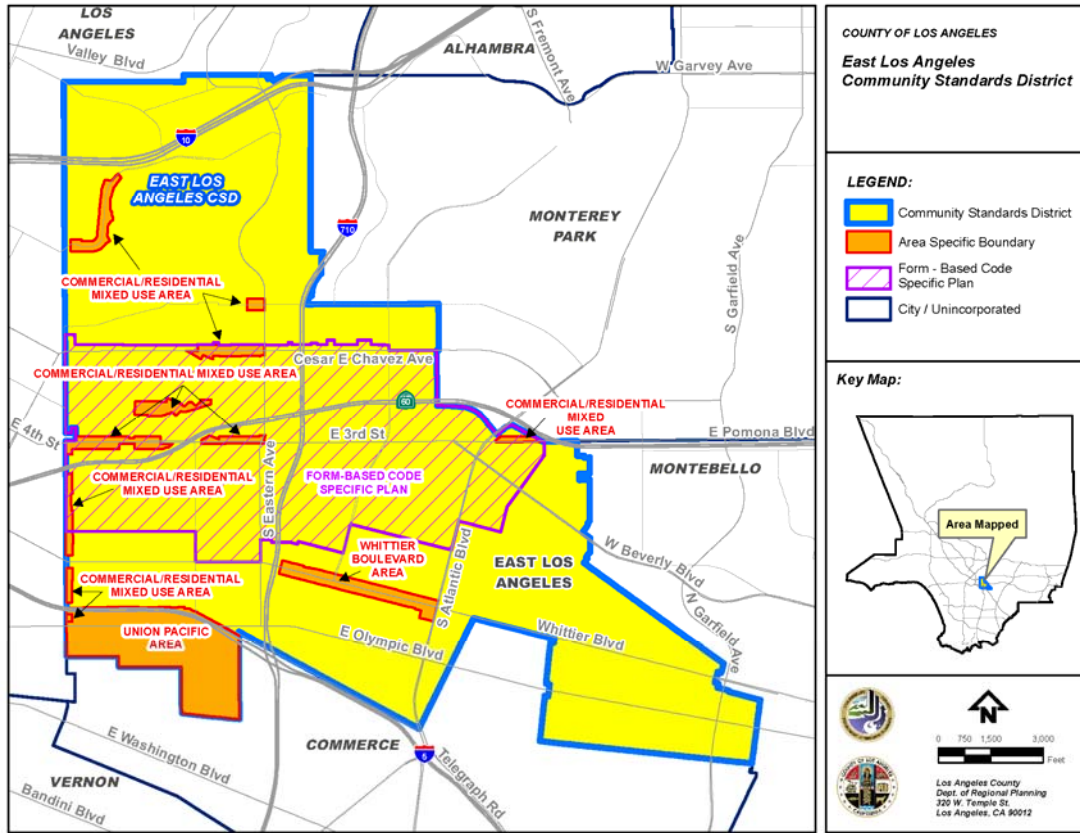 LOS
ANGELES
Valley Blvd
ALHAMBRA
S Fremont Ave
W Garvey Ave
10
EAST LOS
ANGELES CSD
710
MONTEREY
PARK
S Garfield Ave
COMMERCIAL/RESIDENTIAL
MIXED USE AREA
Cesar E Chavez Ave
COMMERCIAL/RESIDENTIAL MIXED USE AREA
60
COMMERCIAL/RESIDENTIAL
MIXED
USE AREA
E 4th St
E 3rd St
E Pomona Blvd
MONTEBELLO
COMMERCIAL/RESIDENTIAL
MIXED USE AREA
S Eastern Ave
FORM-BASED CODE
SPECIFIC PLAN
WHITTIER
BOULEVARD
AREA
S Atlantic Blvd
EAST LOS
ANGELES
W Beverly Blvd
N Garfield Ave
COMMERCIAL/RESIDENTIAL
MIXED USE AREA
UNION PACIFIC
AREA
E Olympic Blvd
Whittier Blvd
E Washington Blvd
COMMERCE
5
Telegraph Rd
VERNON
Bandini Blvd
COUNTY OF LOS ANGELES
East Los Angeles
Community Standards District
LEGEND:
Community Standards District
Area Specific Boundary
Form - Based Code
Specific Plan
City / Unincorporated
Key Map:
Area Mapped
N
0 750 1,500 3,000
Feet
Los Angeles County
Dept. of Regional Planning
320 W. Temple St.
Los Angeles, CA 90012